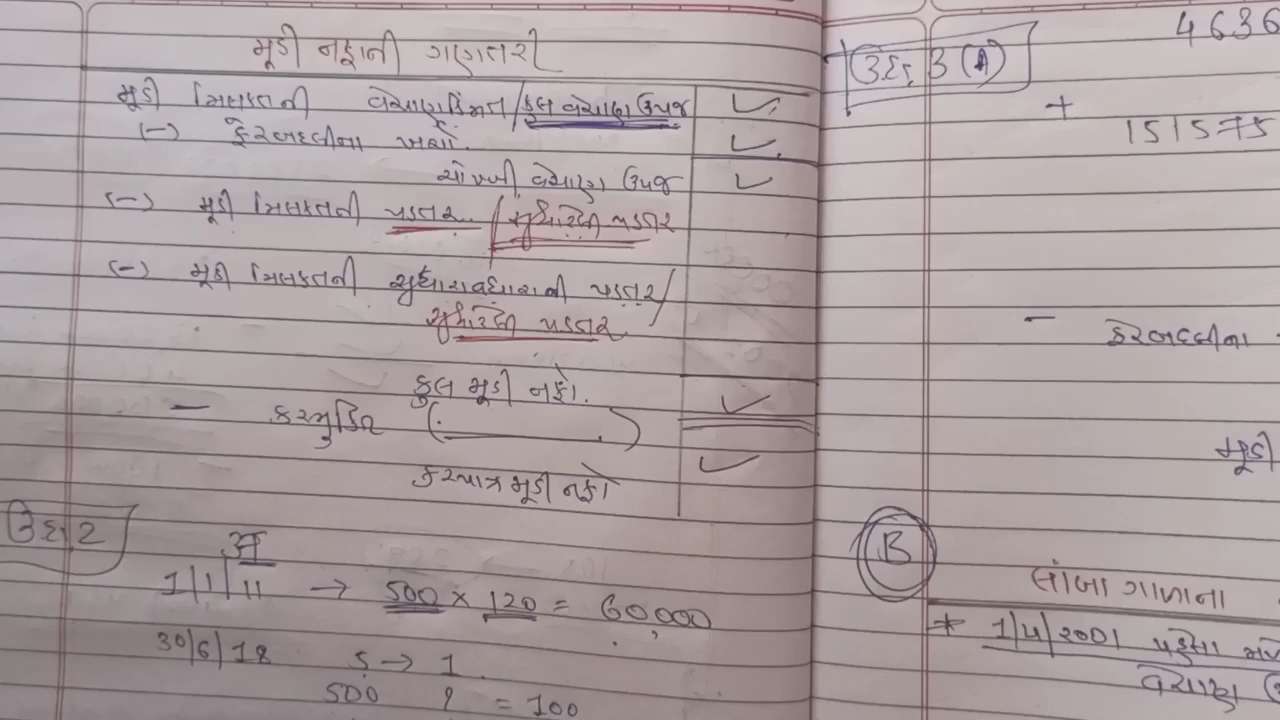 મૂડી નફાની ગણતરી
મૂડી મિલકતની વેચાણકિંમત/કુલ વેચાણ ઉપજ
(-) ફેરબદલીના ખર્ચા.
ચોખ્ખી વેચાણ ઉપજ
(-) મૂડી મિલકતની પડતર / સુધારેલી પડતર
(-) મૂડી મિલકતની સુધારાવધારાની પડતર/
સુધારેલી પડતર.
કુલ મૂડી નફો.
- કરમુક્તિ ( )
કરપાત્ર મૂડી નફો
ઉદા.2
અ
1/1/11 → 500 × 120 = 60,000
30/6/18 5 → 1
500 ? = 100
ઉદા. 3 (A)
4636
+ 151575
- ફેરબદલીના
મૂડી
B
લાંબા ગાળાના
* 1/4/2001 પહેલા
વેચાણ